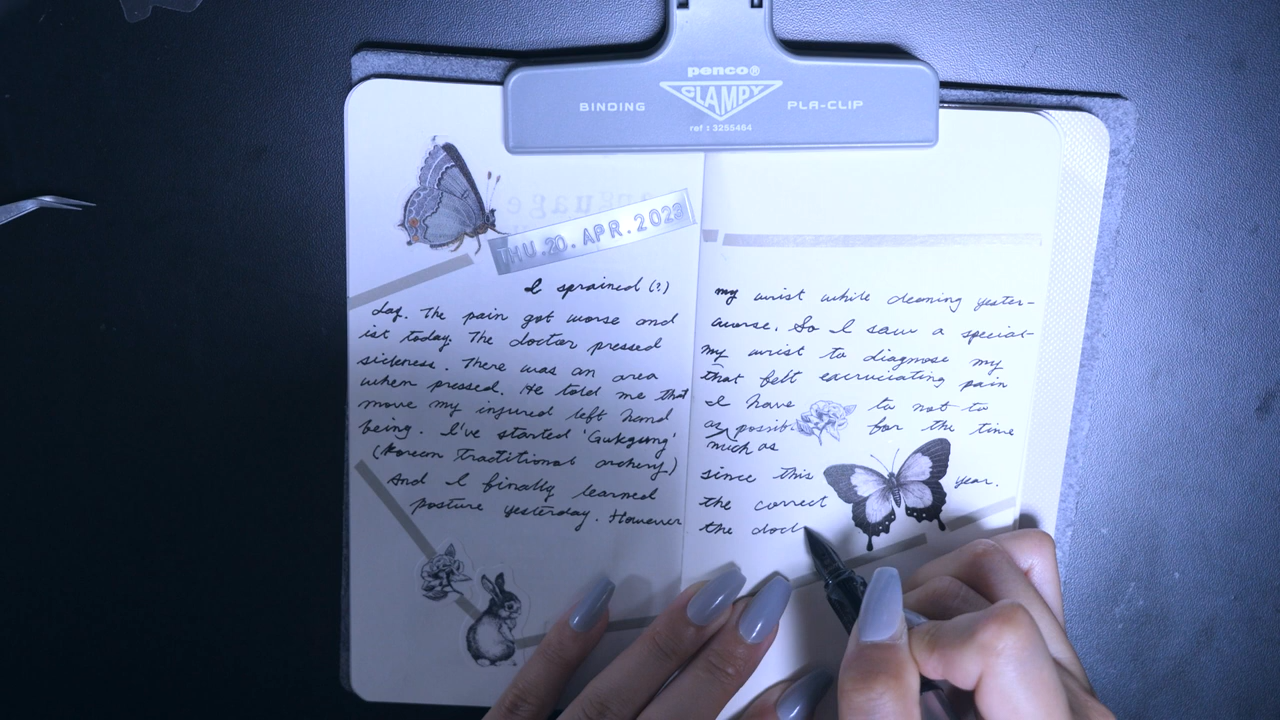 penco®
CLAMPY
BINDING PLA-CLIP
ref : 3255464
THU.20.APR.2023
I sprained (?) my wrist while cleaning yester-
day. The pain got worse and worse. So I saw a special-
ist today. The doctor pressed my wrist to diagnose my
sickness. There was an area that felt excruciating pain
when pressed. He told me that I have to not to
move my injured left hand as possib for the time
much as
being. I've started 'Gukgung'
(Korean traditional archery) since this year.
And I finally learned the correct
posture yesterday. However the doct